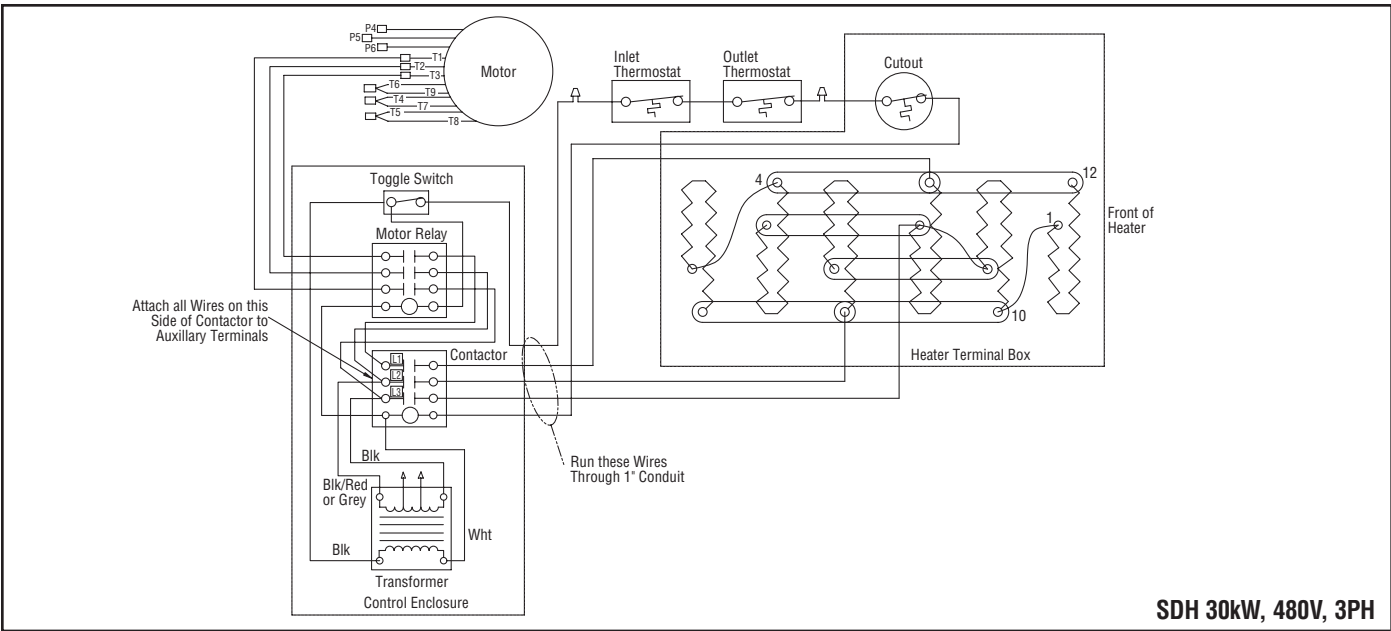 P4
P5
P6
T1
T2
T3
T6
T9
T4
T7
T5
T8
Motor
Inlet
Thermostat
Outlet
Thermostat
Cutout
Toggle Switch
Motor Relay
4
12
1
10
Front of
Heater
Attach all Wires on this
Side of Contactor to
Auxillary Terminals
L1
L2
L3
Contactor
Heater Terminal Box
Run these Wires
Through 1" Conduit
Blk
Blk/Red
or Grey
Wht
Blk
Transformer
Control Enclosure
SDH 30kW, 480V, 3PH